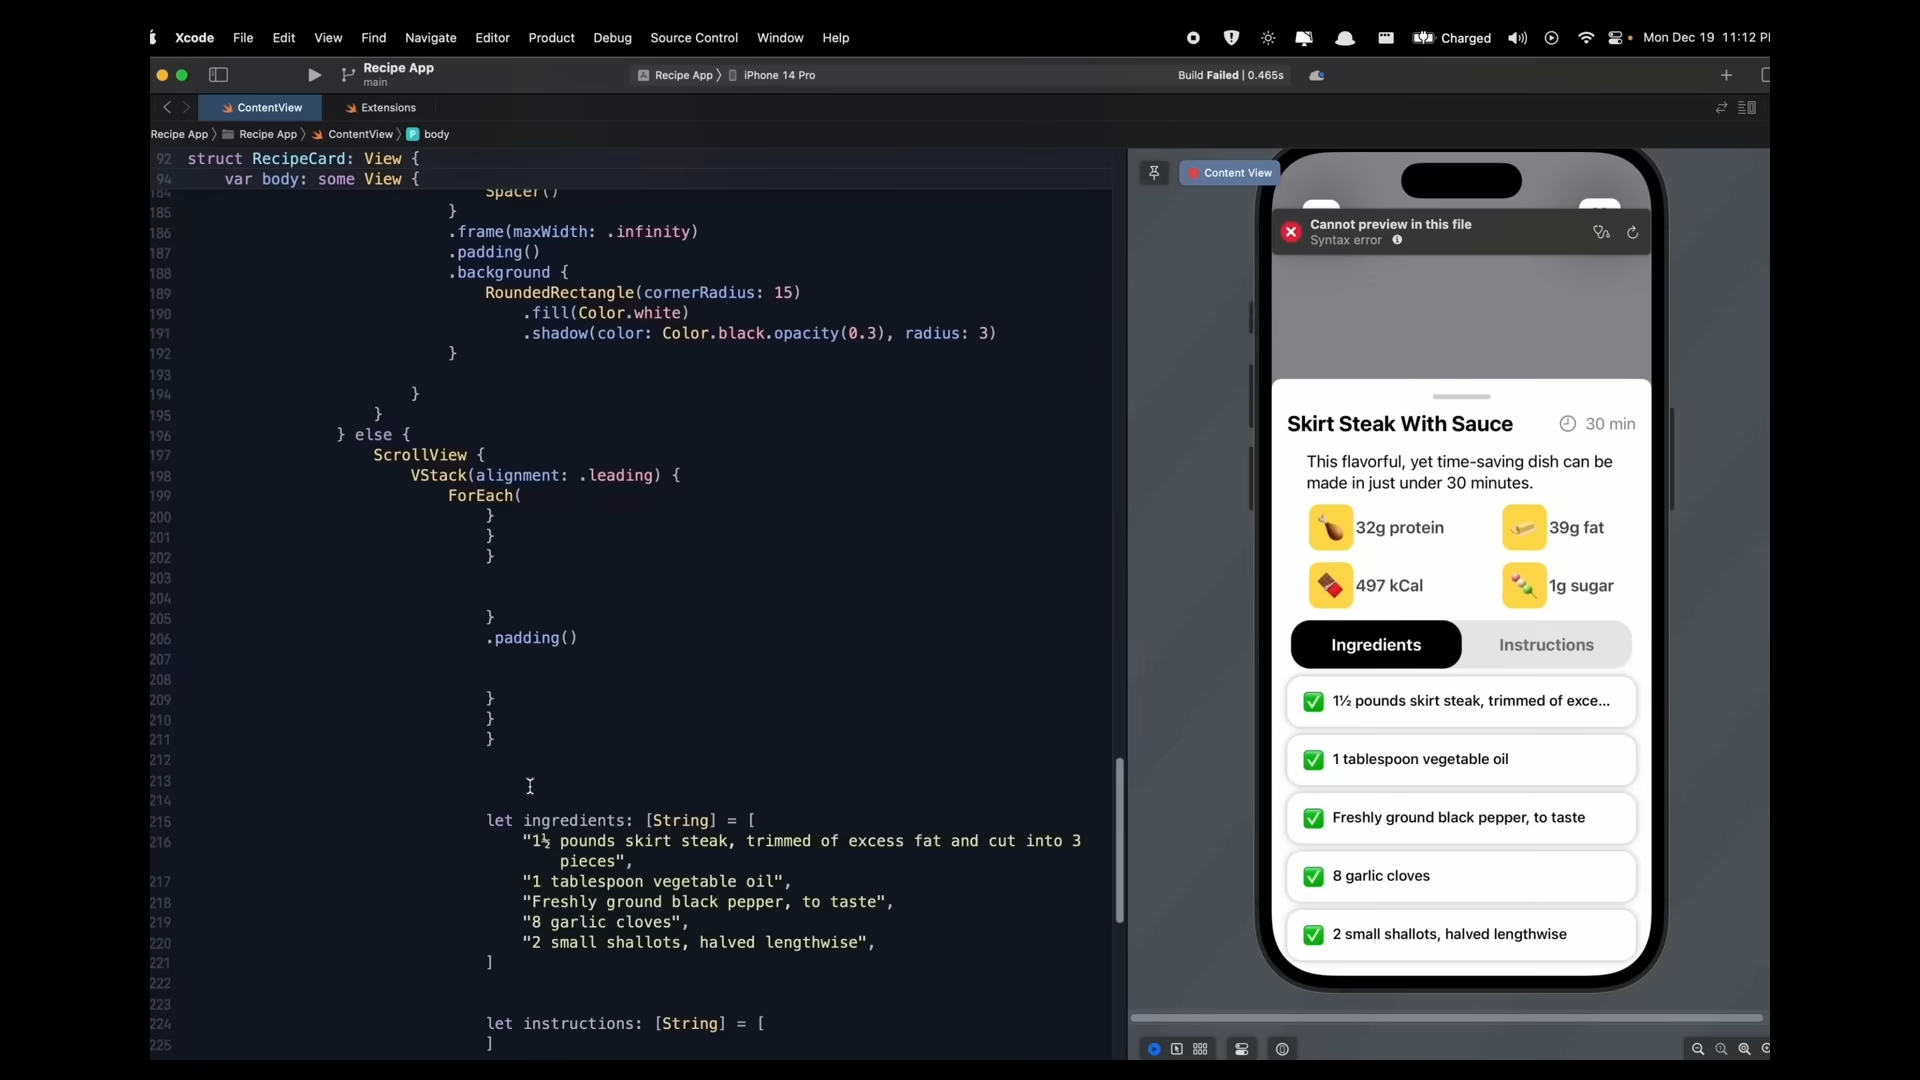 Xcode File Edit View Find Navigate Editor Product Debug Source Control Window Help Charged Mon Dec 19 11:12 P
Recipe App
main
Recipe App 〉 iPhone 14 Pro
Build Failed | 0.465s
ContentView Extensions
Recipe App 〉 Recipe App 〉 ContentView 〉 P body
92 struct RecipeCard: View {
94 var body: some View {
184 Spacer()
185 }
186 .frame(maxWidth: .infinity)
187 .padding()
188 .background {
189 RoundedRectangle(cornerRadius: 15)
190 .fill(Color.white)
191 .shadow(color: Color.black.opacity(0.3), radius: 3)
192 }
193
194 }
195 }
196 } else {
197 ScrollView {
198 VStack(alignment: .leading) {
199 ForEach(
200 }
201 }
202 }
203
204
205 }
206 .padding()
207
208
209 }
210 }
211 }
212
213
214
215 let ingredients: [String] = [
216 "1½ pounds skirt steak, trimmed of excess fat and cut into 3
pieces",
217 "1 tablespoon vegetable oil",
218 "Freshly ground black pepper, to taste",
219 "8 garlic cloves",
220 "2 small shallots, halved lengthwise",
221 ]
222
223
224 let instructions: [String] = [
225 ]
Content View
Cannot preview in this file
Syntax error
Skirt Steak With Sauce 30 min
This flavorful, yet time-saving dish can be
made in just under 30 minutes.
32g protein 39g fat
497 kCal 1g sugar
Ingredients Instructions
1½ pounds skirt steak, trimmed of exce...
1 tablespoon vegetable oil
Freshly ground black pepper, to taste
8 garlic cloves
2 small shallots, halved lengthwise